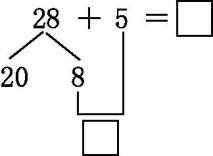 28 + 5 = □
20 8
□